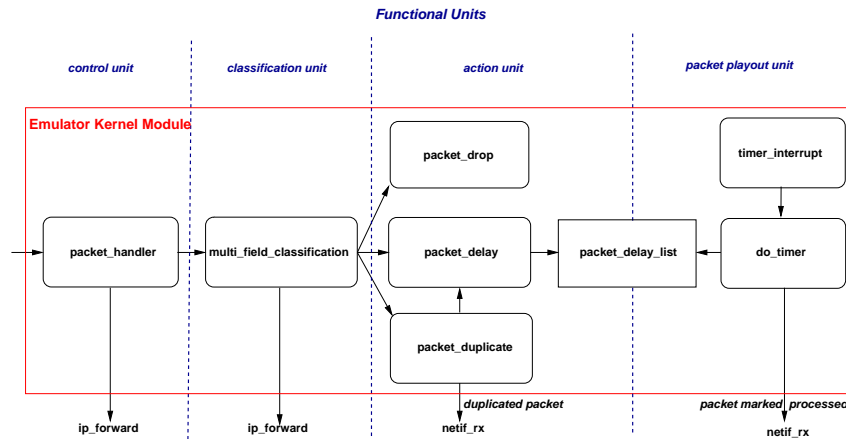 Functional Units
control unit
classification unit
action unit
packet playout unit
Emulator Kernel Module
packet_drop
timer_interrupt
packet_handler
multi_field_classification
packet_delay
packet_delay_list
do_timer
packet_duplicate
duplicated packet
packet marked processed
ip_forward
ip_forward
netif_rx
netif_rx